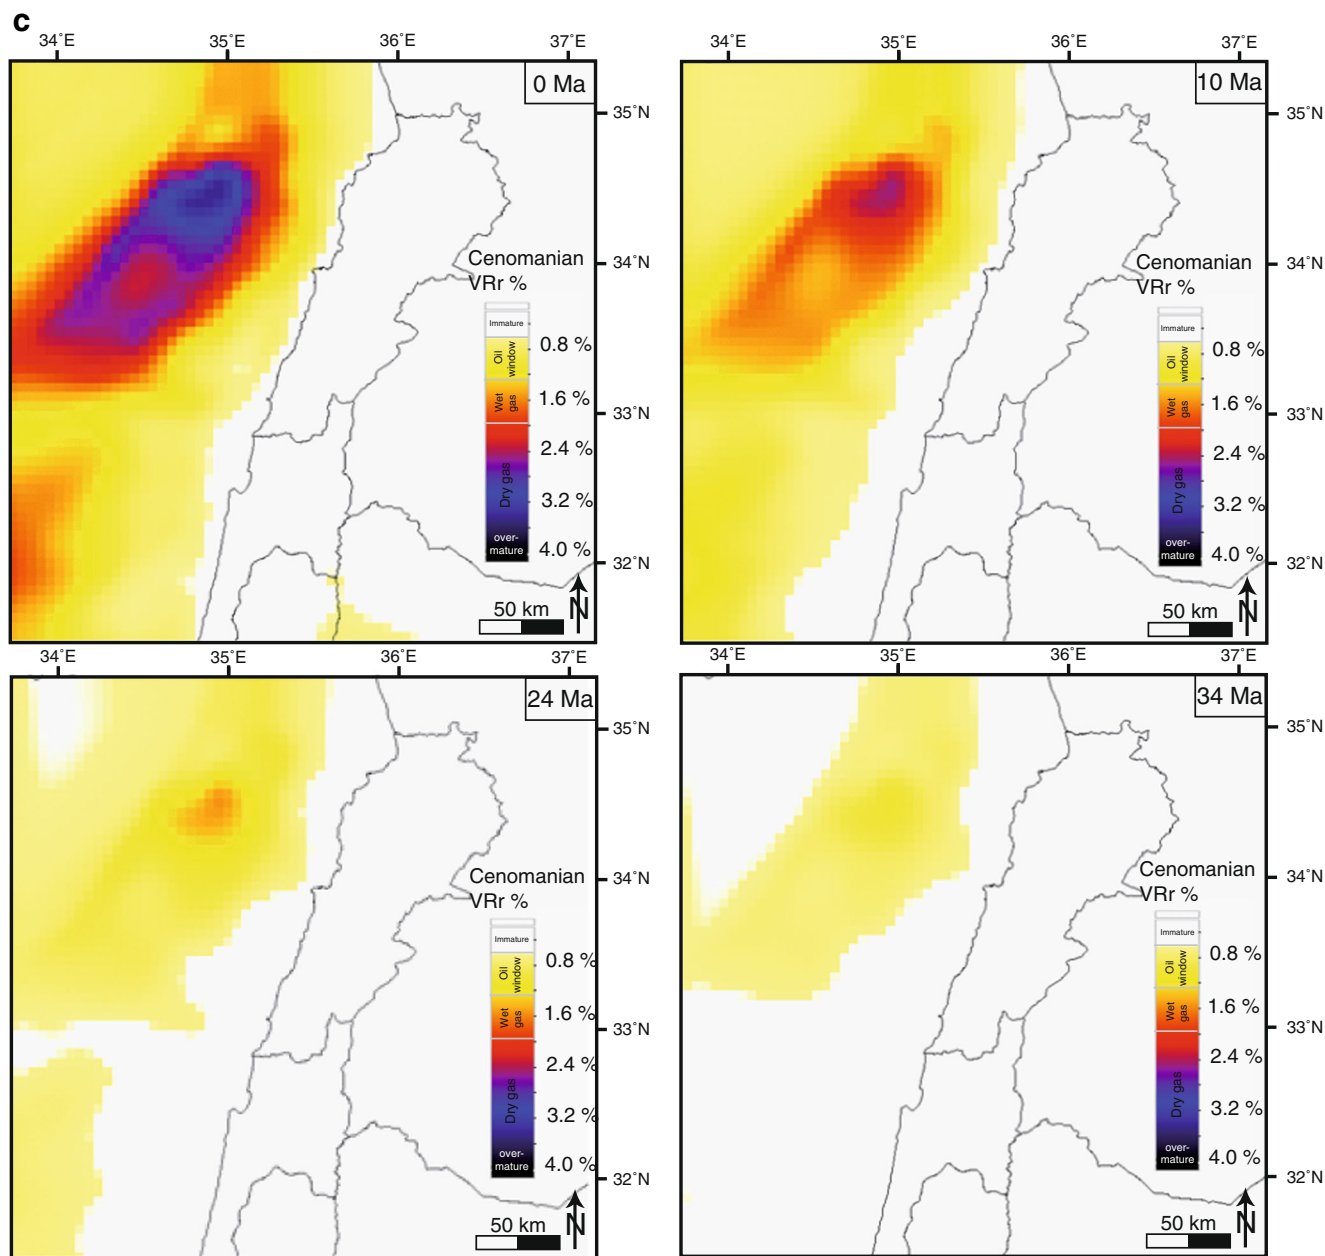 c
34°E 35°E 36°E 37°E
0 Ma
35°N
34°N
33°N
32°N
Cenomanian
VRr %
Immature
Oil window
Wet gas
Dry gas
over-
mature
0.8 %
1.6 %
2.4 %
3.2 %
4.0 %
50 km
N
34°E 35°E 36°E 37°E
10 Ma
35°N
34°N
33°N
32°N
Cenomanian
VRr %
Immature
Oil window
Wet gas
Dry gas
over-
mature
0.8 %
1.6 %
2.4 %
3.2 %
4.0 %
50 km
N
34°E 35°E 36°E 37°E
24 Ma
35°N
34°N
33°N
32°N
Cenomanian
VRr %
Immature
Oil window
Wet gas
Dry gas
over-
mature
0.8 %
1.6 %
2.4 %
3.2 %
4.0 %
50 km
N
34°E 35°E 36°E 37°E
34 Ma
35°N
34°N
33°N
32°N
Cenomanian
VRr %
Immature
Oil window
Wet gas
Dry gas
over-
mature
0.8 %
1.6 %
2.4 %
3.2 %
4.0 %
50 km
N